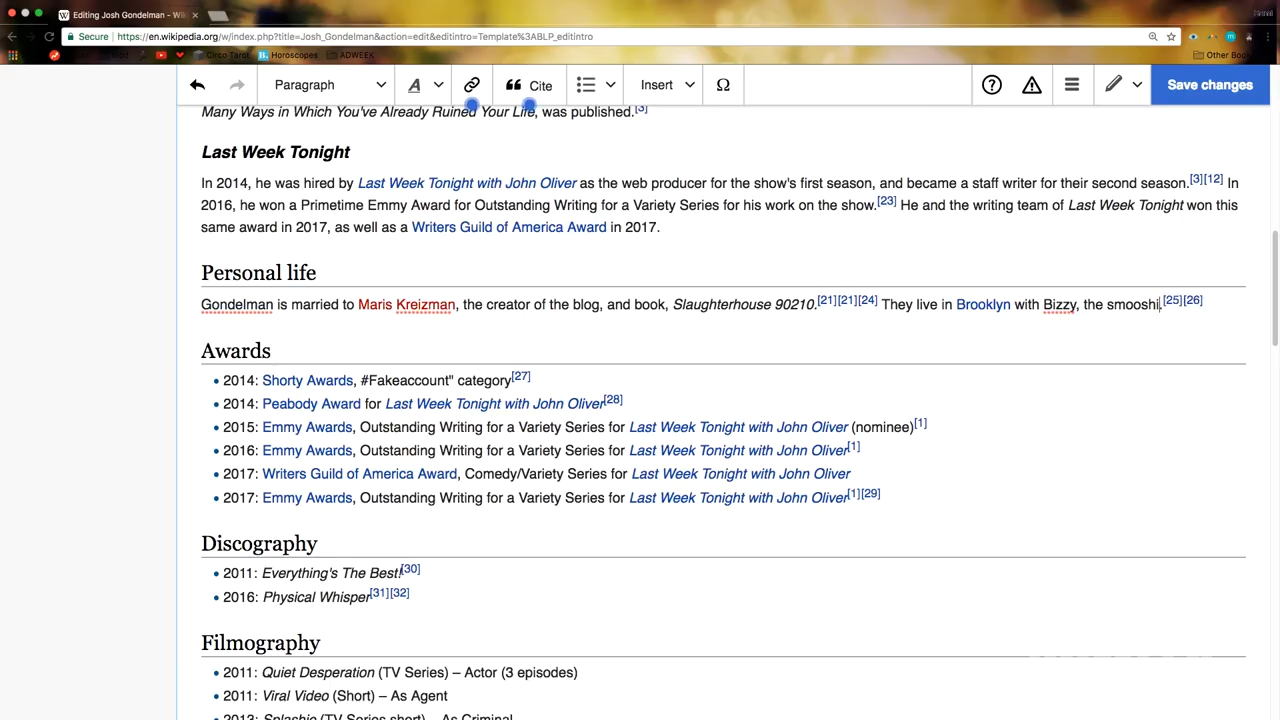 Editing Josh Gondelman - Wi
Secure https://en.wikipedia.org/w/index.php?title=Josh_Gondelman&action=edit&editintro=Template%3ABLP_editintro
Circo Tarot Horoscopes ADWEEK Other Boo
Paragraph A Cite Insert Ω Save changes
Many Ways in Which You've Already Ruined Your Life, was published.[3]
Last Week Tonight
In 2014, he was hired by Last Week Tonight with John Oliver as the web producer for the show's first season, and became a staff writer for their second season.[3][12] In
2016, he won a Primetime Emmy Award for Outstanding Writing for a Variety Series for his work on the show.[23] He and the writing team of Last Week Tonight won this
same award in 2017, as well as a Writers Guild of America Award in 2017.
Personal life
Gondelman is married to Maris Kreizman, the creator of the blog, and book, Slaughterhouse 90210.[21][21][24] They live in Brooklyn with Bizzy, the smooshi.[25][26]
Awards
• 2014: Shorty Awards, #Fakeaccount" category[27]
• 2014: Peabody Award for Last Week Tonight with John Oliver[28]
• 2015: Emmy Awards, Outstanding Writing for a Variety Series for Last Week Tonight with John Oliver (nominee)[1]
• 2016: Emmy Awards, Outstanding Writing for a Variety Series for Last Week Tonight with John Oliver[1]
• 2017: Writers Guild of America Award, Comedy/Variety Series for Last Week Tonight with John Oliver
• 2017: Emmy Awards, Outstanding Writing for a Variety Series for Last Week Tonight with John Oliver[1][29]
Discography
• 2011: Everything's The Best![30]
• 2016: Physical Whisper[31][32]
Filmography
• 2011: Quiet Desperation (TV Series) – Actor (3 episodes)
• 2011: Viral Video (Short) – As Agent
• 2013: Splashie (TV Series short) – As Criminal